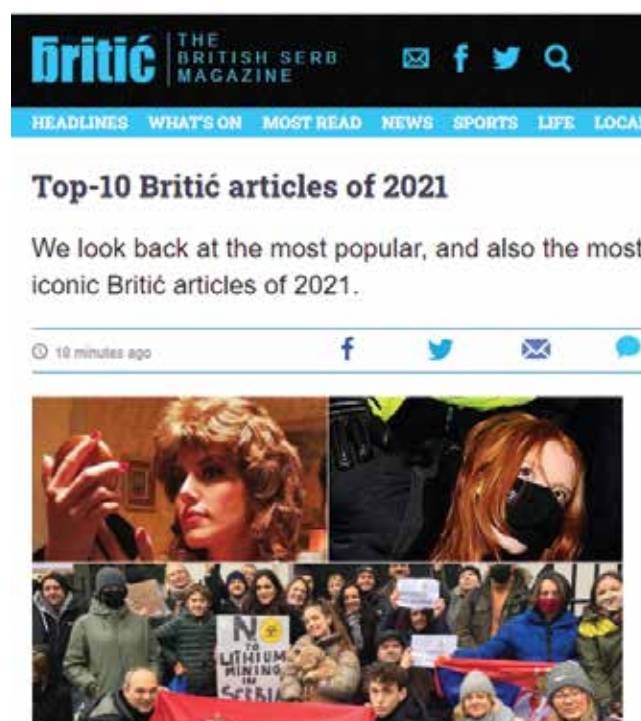 britić
THE
BRITISH SERB
MAGAZINE
HEADLINES WHAT'S ON MOST READ NEWS SPORTS LIFE LOCAL
Top-10 Britić articles of 2021
We look back at the most popular, and also the most
iconic Britić articles of 2021.
10 minutes ago
NO
TO
LITHIUM
MINING
IN
SERBIA